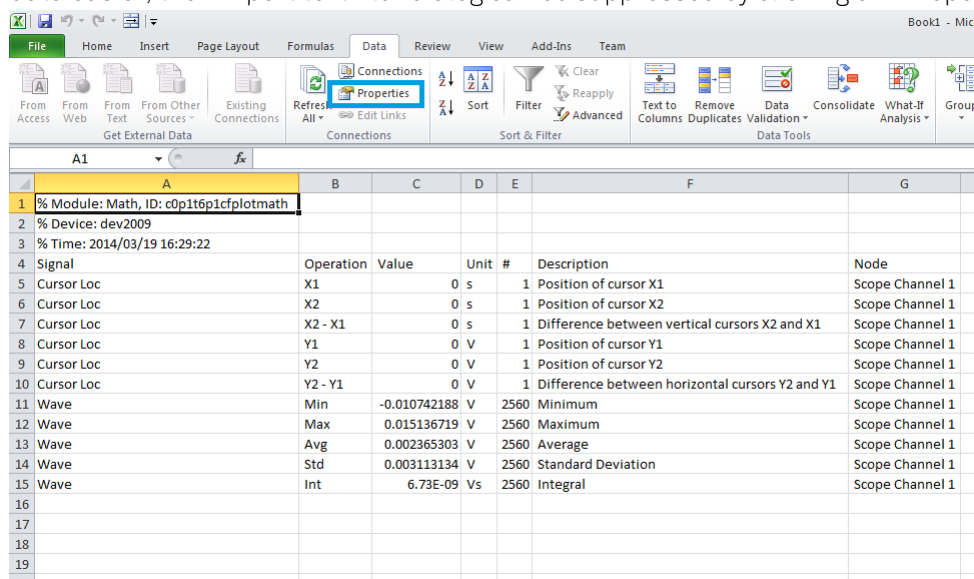 Book1 - Mic
File Home Insert Page Layout Formulas Data Review View Add-Ins Team
From Access From Web From Text From Other Sources Existing Connections
Get External Data
Refresh All Connections Properties Edit Links
Connections
Sort Filter Clear Reapply Advanced
Sort & Filter
Text to Columns Remove Duplicates Data Validation Consolidate What-If Analysis Group
Data Tools
A1 fx
A B C D E F G
1 % Module: Math, ID: c0p1t6p1cfplotmath
2 % Device: dev2009
3 % Time: 2014/03/19 16:29:22
4 Signal Operation Value Unit # Description Node
5 Cursor Loc X1 0 s 1 Position of cursor X1 Scope Channel 1
6 Cursor Loc X2 0 s 1 Position of cursor X2 Scope Channel 1
7 Cursor Loc X2 - X1 0 s 1 Difference between vertical cursors X2 and X1 Scope Channel 1
8 Cursor Loc Y1 0 V 1 Position of cursor Y1 Scope Channel 1
9 Cursor Loc Y2 0 V 1 Position of cursor Y2 Scope Channel 1
10 Cursor Loc Y2 - Y1 0 V 1 Difference between horizontal cursors Y2 and Y1 Scope Channel 1
11 Wave Min -0.010742188 V 2560 Minimum Scope Channel 1
12 Wave Max 0.015136719 V 2560 Maximum Scope Channel 1
13 Wave Avg 0.002365303 V 2560 Average Scope Channel 1
14 Wave Std 0.003113134 V 2560 Standard Deviation Scope Channel 1
15 Wave Int 6.73E-09 Vs 2560 Integral Scope Channel 1
16
17
18
19